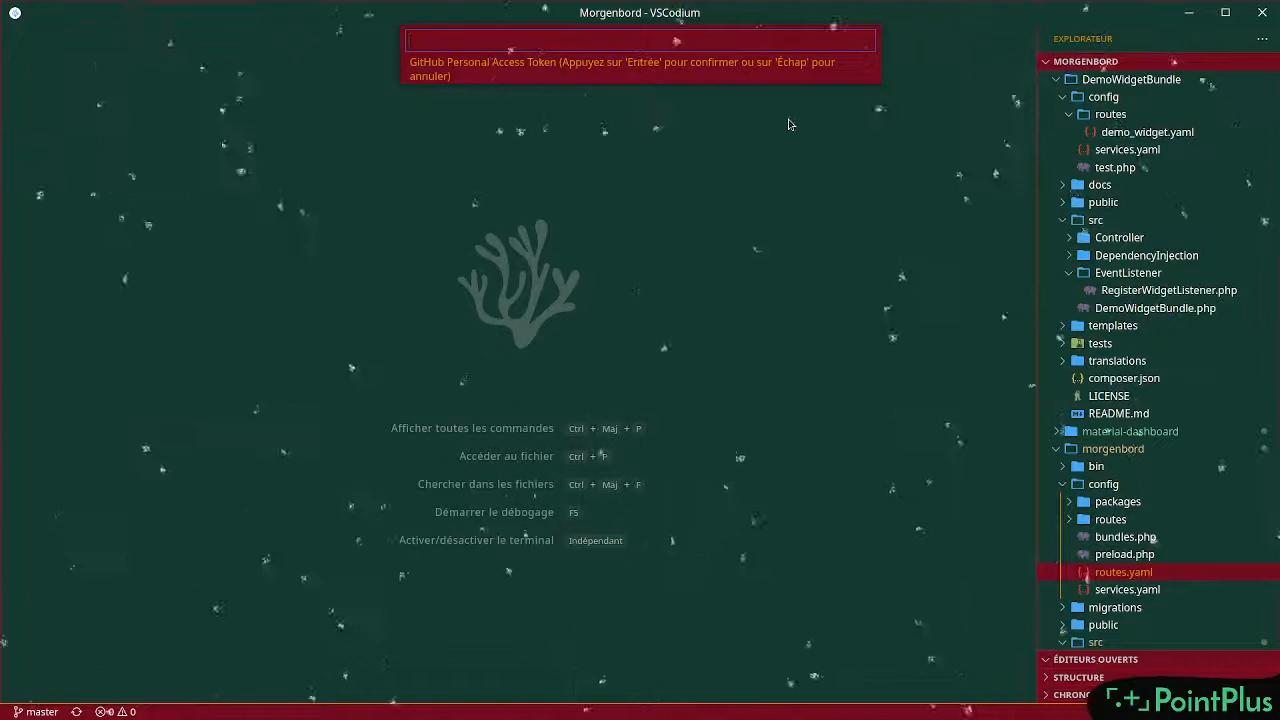 Morgenbord - VSCodium
GitHub Personal Access Token (Appuyez sur 'Entrée' pour confirmer ou sur 'Échap' pour
annuler)
Afficher toutes les commandes Ctrl + Maj + P
Accéder au fichier Ctrl + P
Chercher dans les fichiers Ctrl + Maj + F
Démarrer le débogage F5
Activer/désactiver le terminal Indépendant
EXPLORATEUR
MORGENBORD
DemoWidgetBundle
config
routes
demo_widget.yaml
services.yaml
test.php
docs
public
src
Controller
DependencyInjection
EventListener
RegisterWidgetListener.php
DemoWidgetBundle.php
templates
tests
translations
composer.json
LICENSE
README.md
material-dashboard
morgenbord
bin
config
packages
routes
bundles.php
preload.php
routes.yaml
services.yaml
migrations
public
src
ÉDITEURS OUVERTS
STRUCTURE
master 0 0
PointPlus